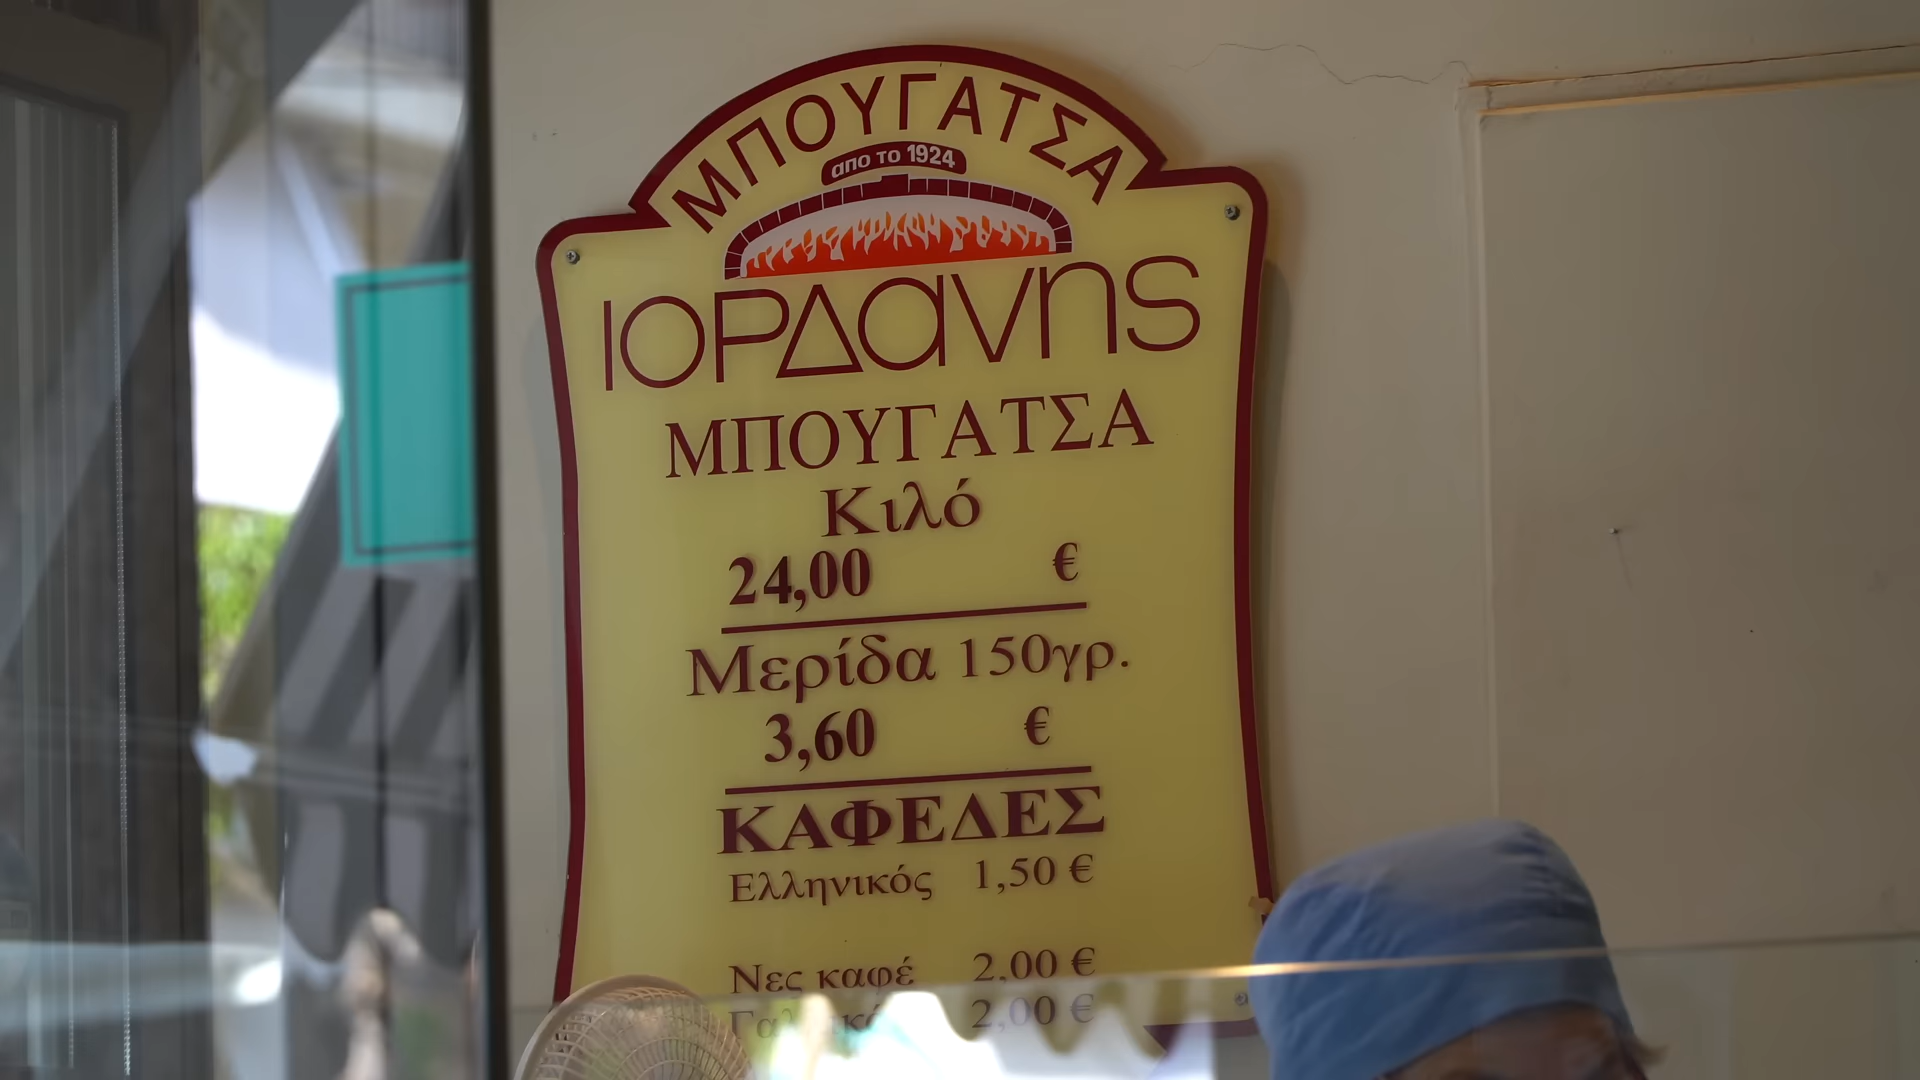 ΜΠΟΥΓΑΤΣΑ
απο το 1924
ΙΟΡΔανης
ΜΠΟΥΓΑΤΣΑ
Κιλό
24,00 €
Μερίδα 150γρ.
3,60 €
ΚΑΦΕΔΕΣ
Ελληνικός 1,50 €
Νες καφέ 2,00 €
2,00 €